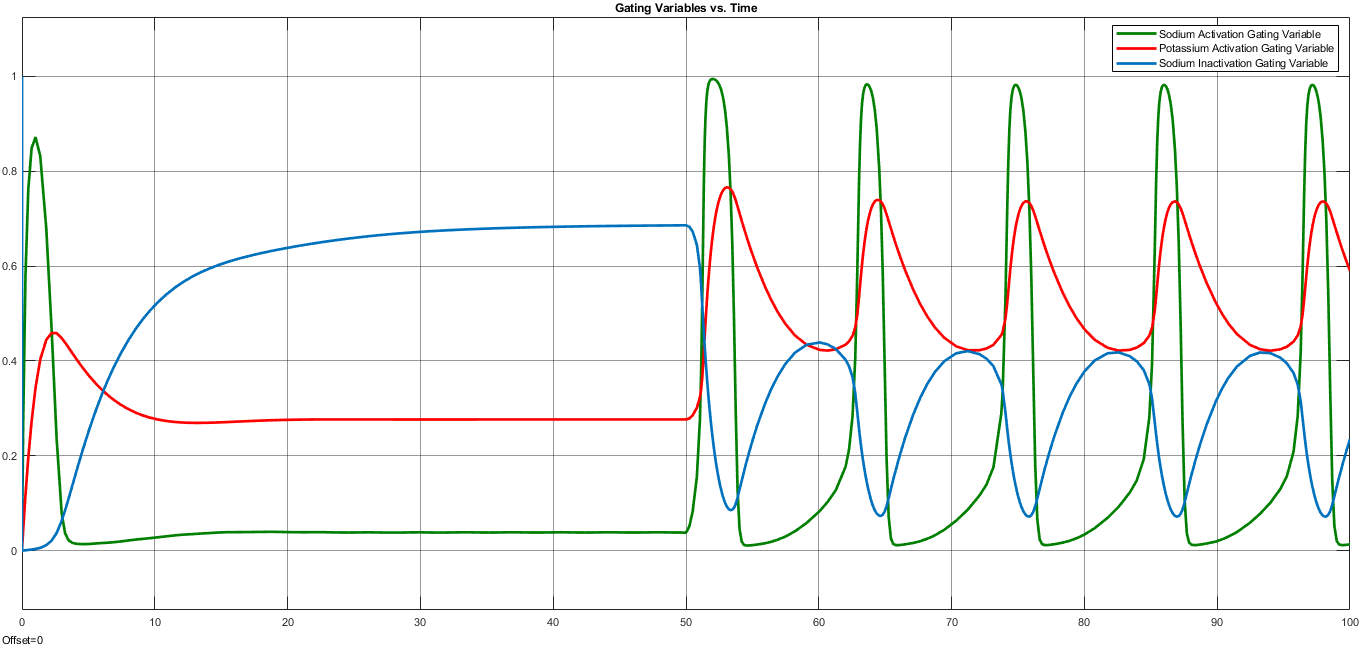 Gating Variables vs. Time
Sodium Activation Gating Variable
Potassium Activation Gating Variable
Sodium Inactivation Gating Variable
1
0.8
0.6
0.4
0.2
0
0 10 20 30 40 50 60 70 80 90 100
Offset=0